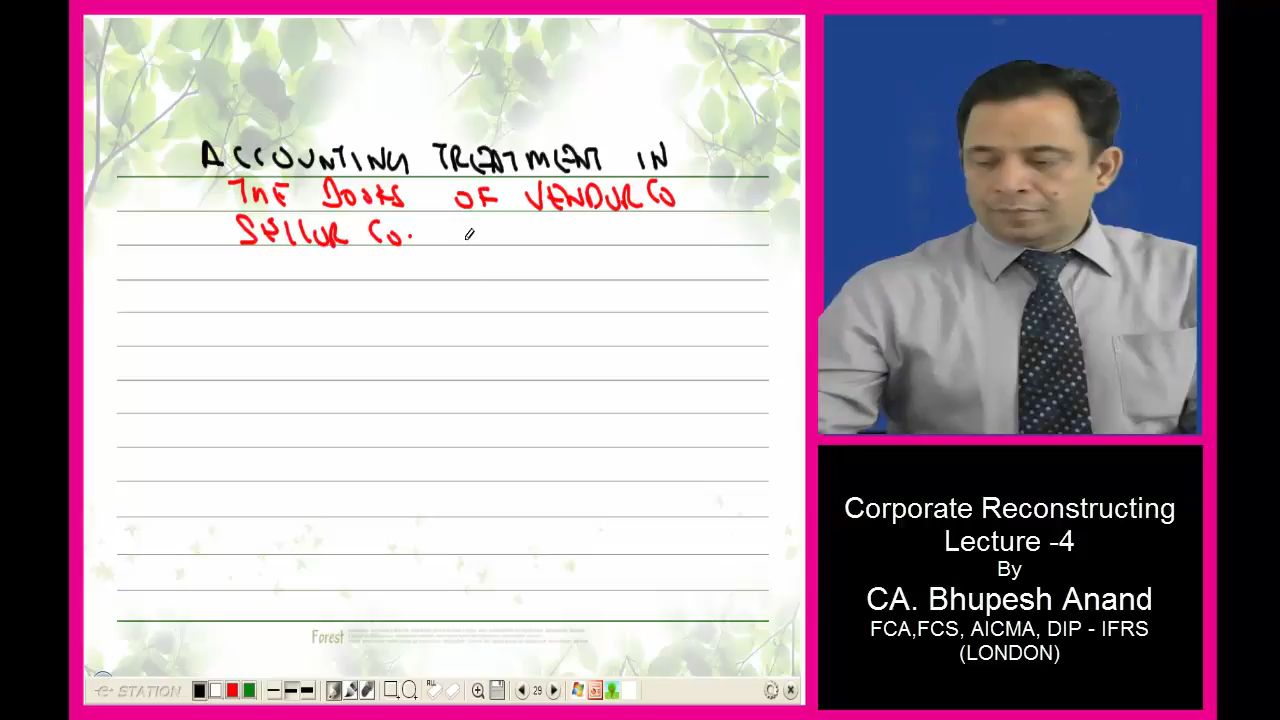 ACCOUNTING TREATMENT IN
THE BOOKS OF VENDOR CO
SELLOR CO.
Forest
e-STATION
29
Corporate Reconstructing
Lecture -4
By
CA. Bhupesh Anand
FCA,FCS, AICMA, DIP - IFRS
(LONDON)